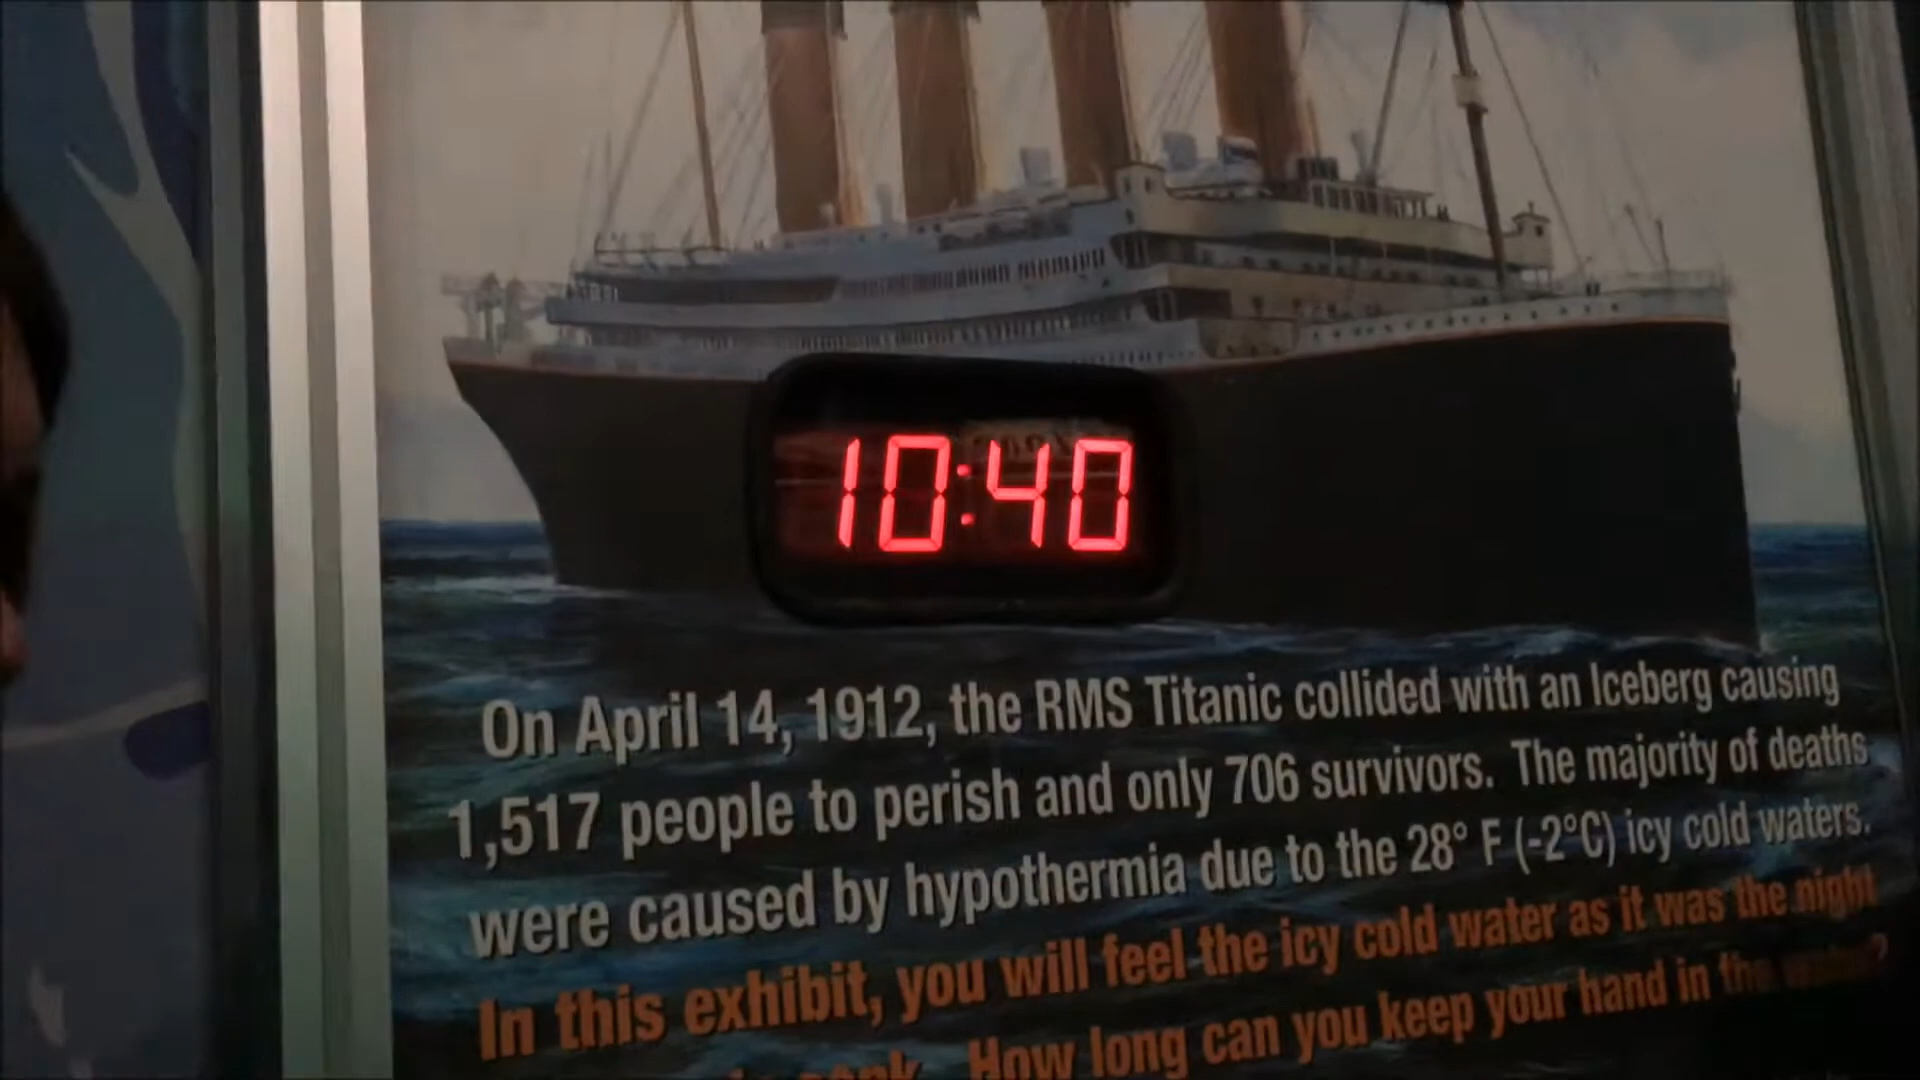 10:40
On April 14, 1912, the RMS Titanic collided with an Iceberg causing
1,517 people to perish and only 706 survivors. The majority of deaths
were caused by hypothermia due to the 28° F (-2°C) icy cold waters.
In this exhibit, you will feel the icy cold water as it was the night
How long can you keep your hand in the water?